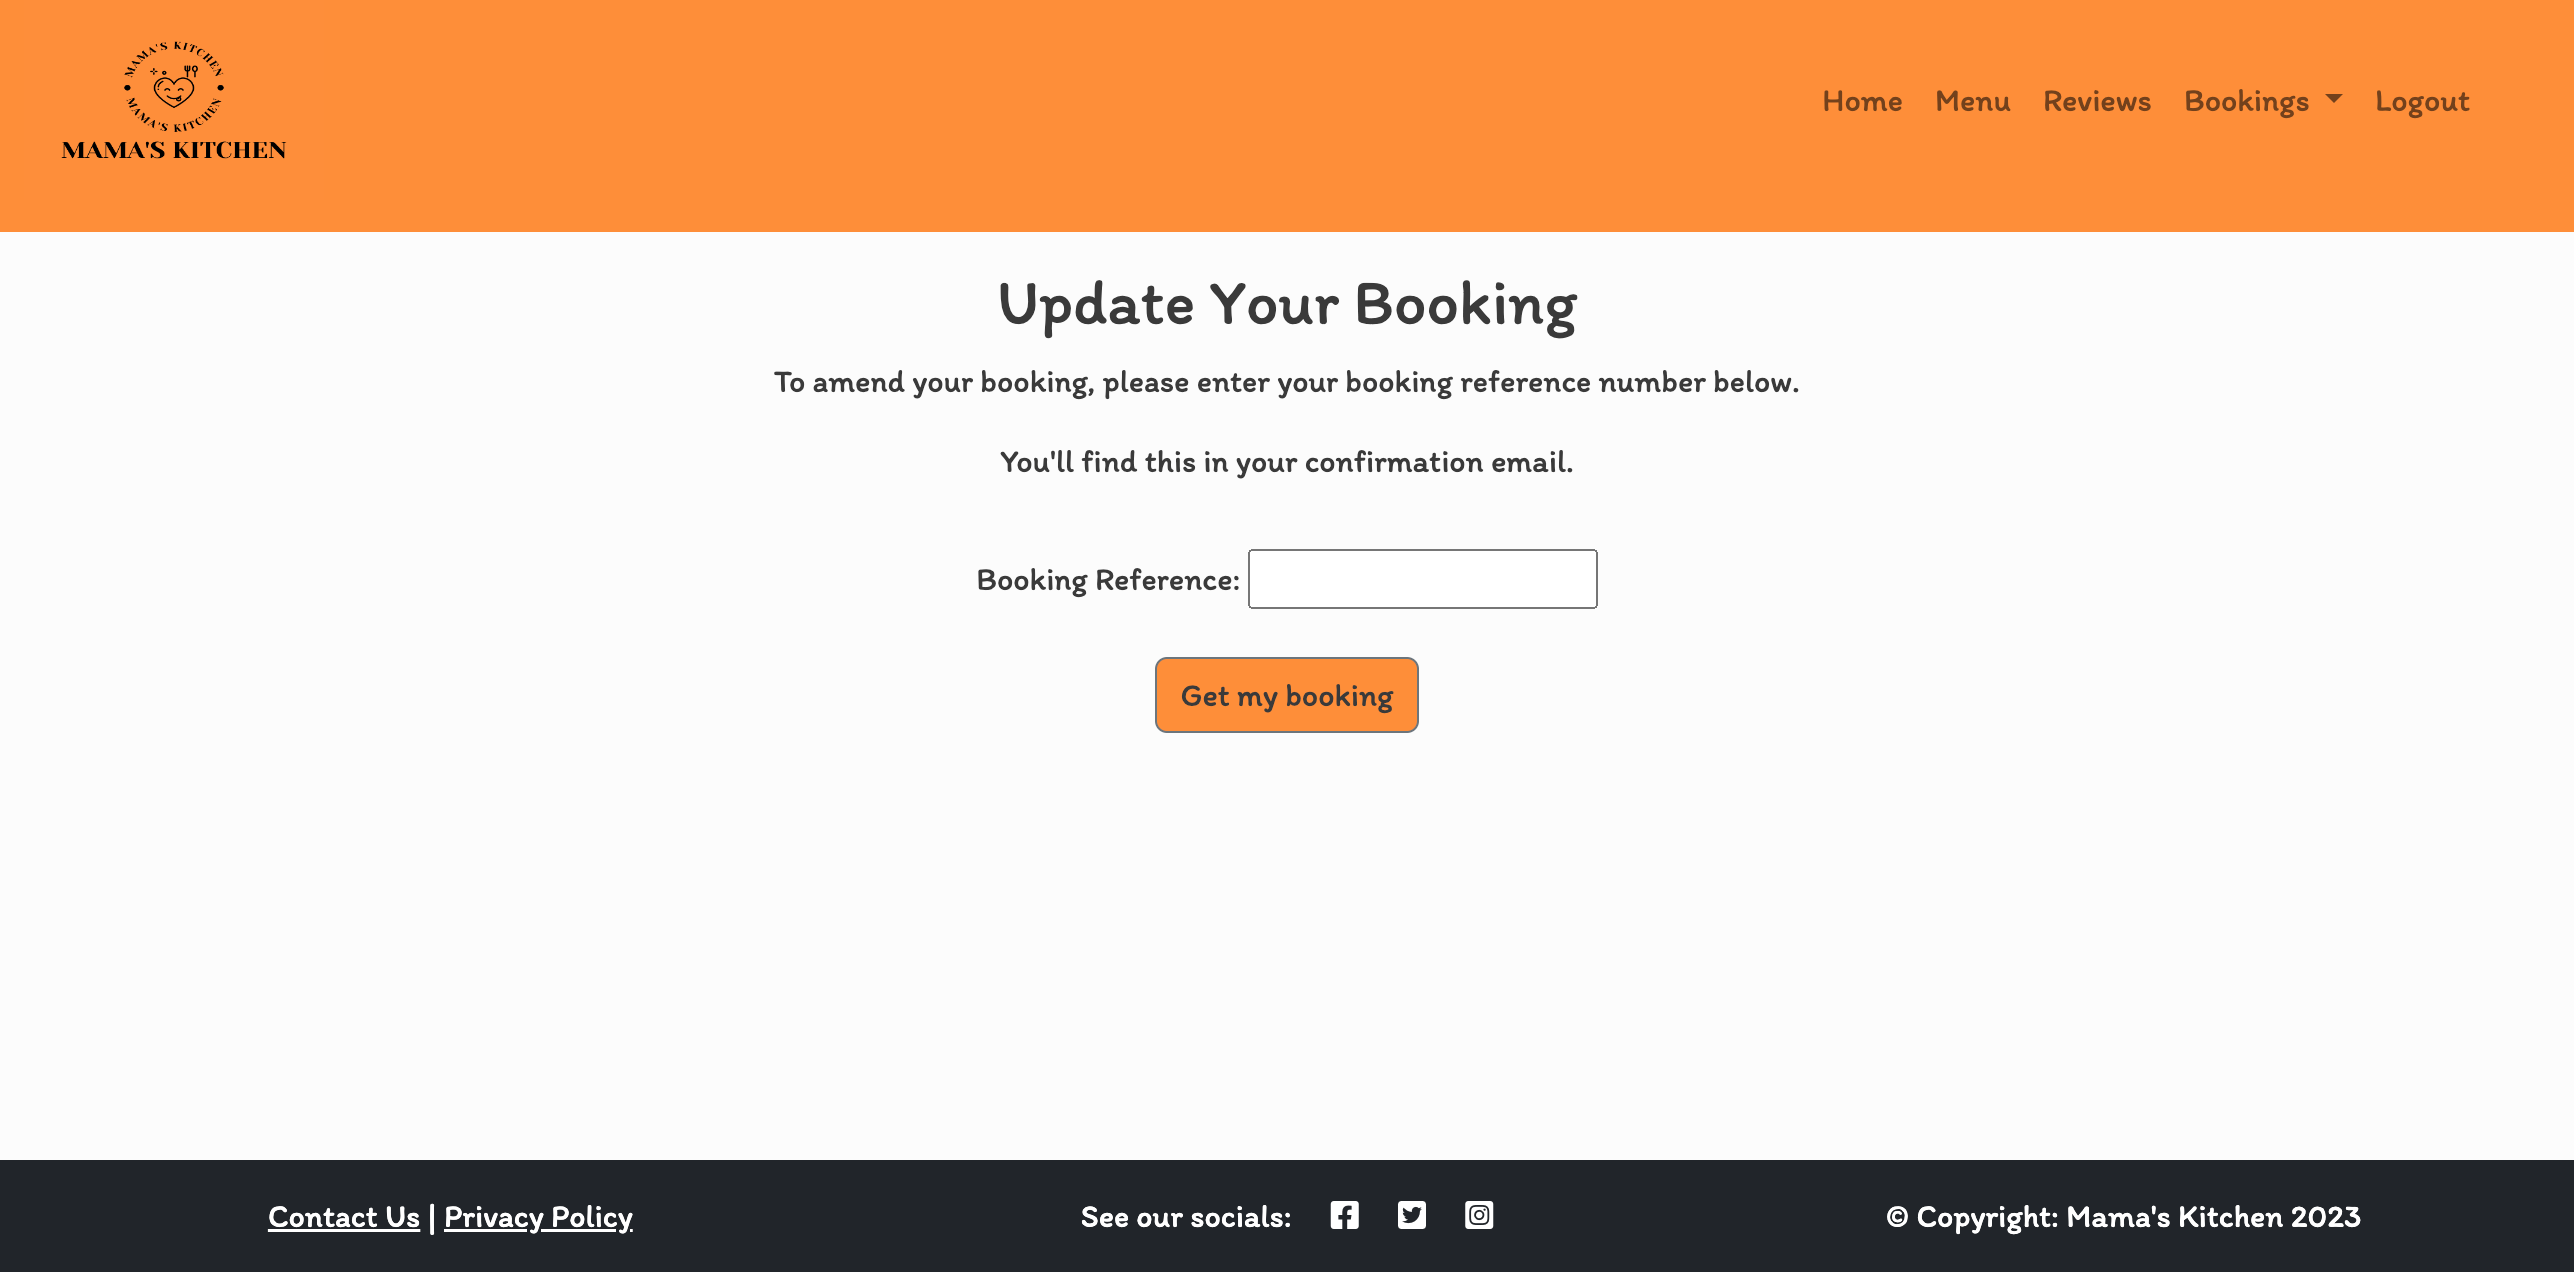 MAMA'S KITCHEN
MAMA'S KITCHEN
MAMA'S KITCHEN
Home Menu Reviews Bookings Logout
Update Your Booking
To amend your booking, please enter your booking reference number below.
You'll find this in your confirmation email.
Booking Reference:
Get my booking
Contact Us | Privacy Policy
See our socials:
© Copyright: Mama's Kitchen 2023